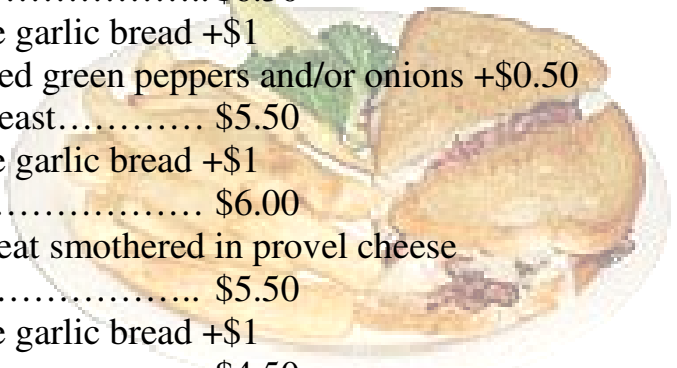 e garlic bread +$1
ed green peppers and/or onions +$0.50
east………… $5.50
e garlic bread +$1
……………… $6.00
eat smothered in provel cheese
…………….. $5.50
e garlic bread +$1